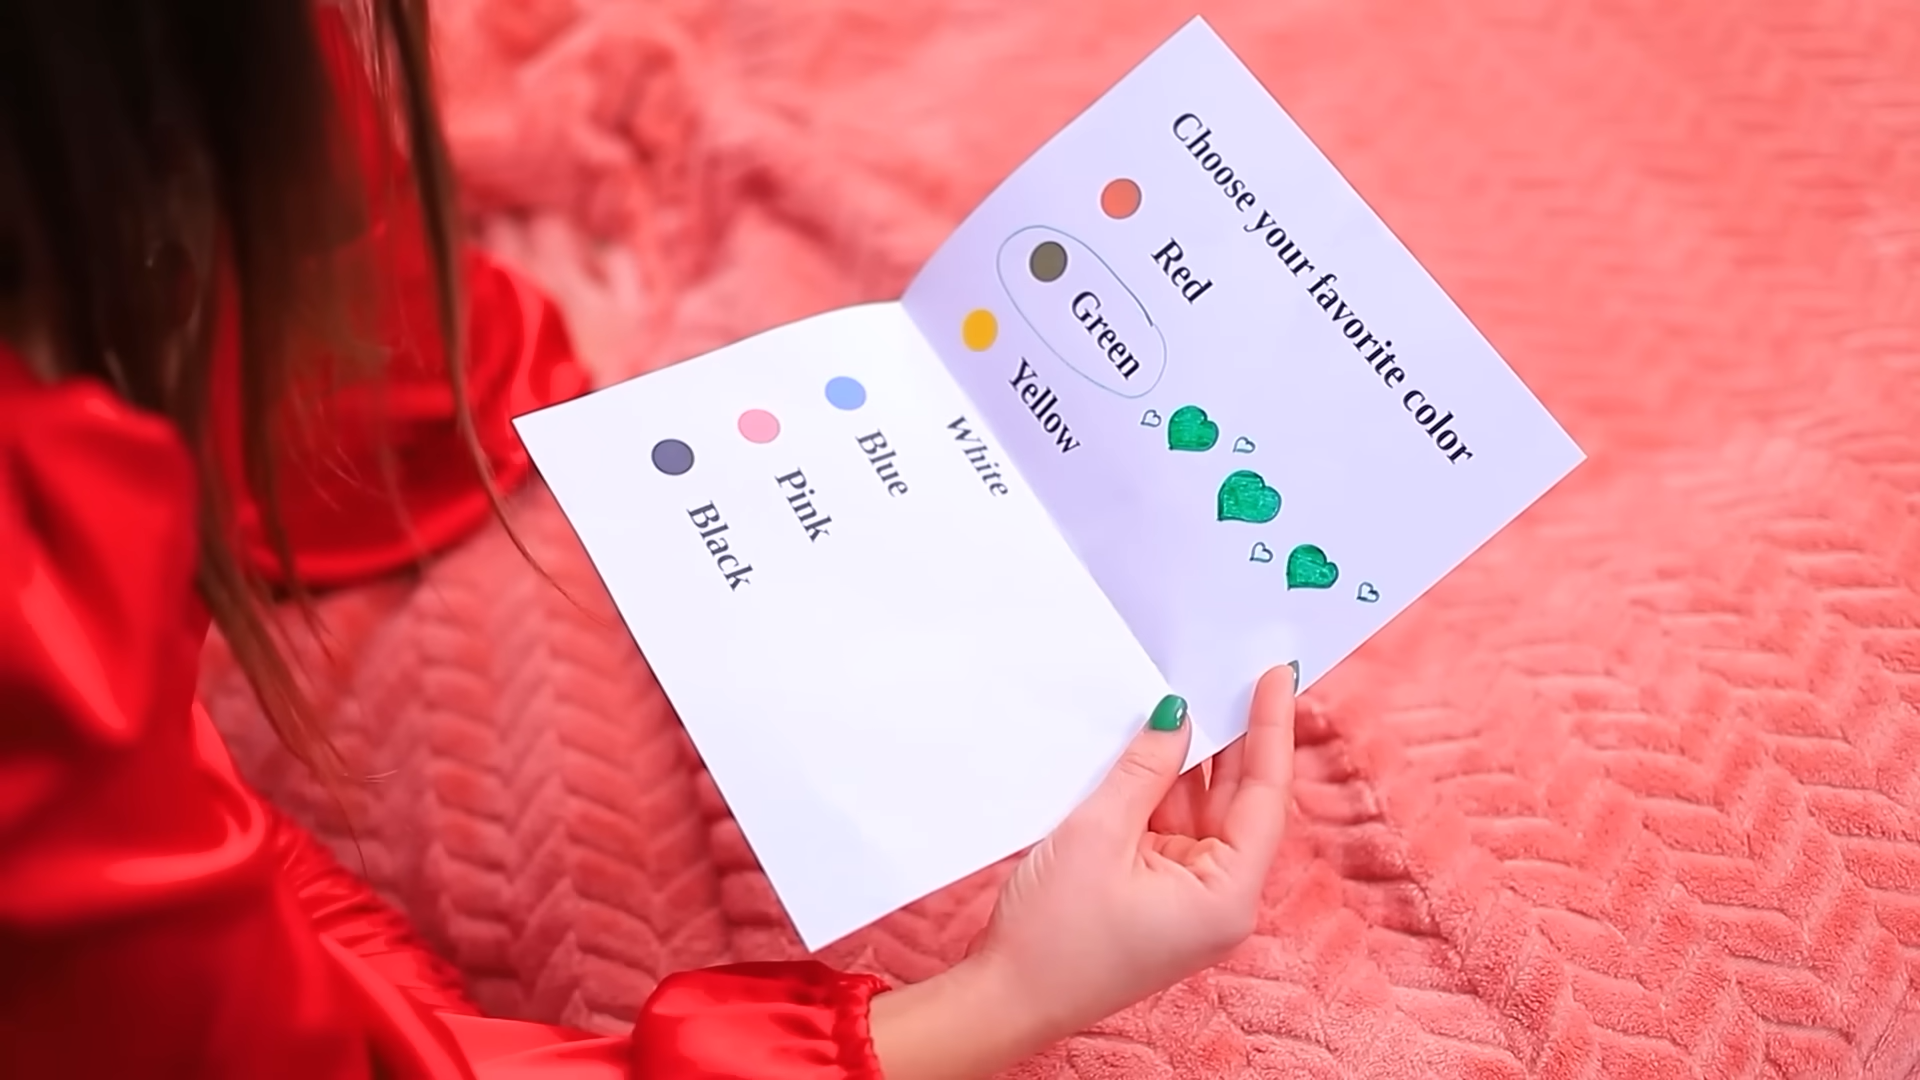 Choose your favorite color
Red
Green
Yellow
White
Blue
Pink
Black